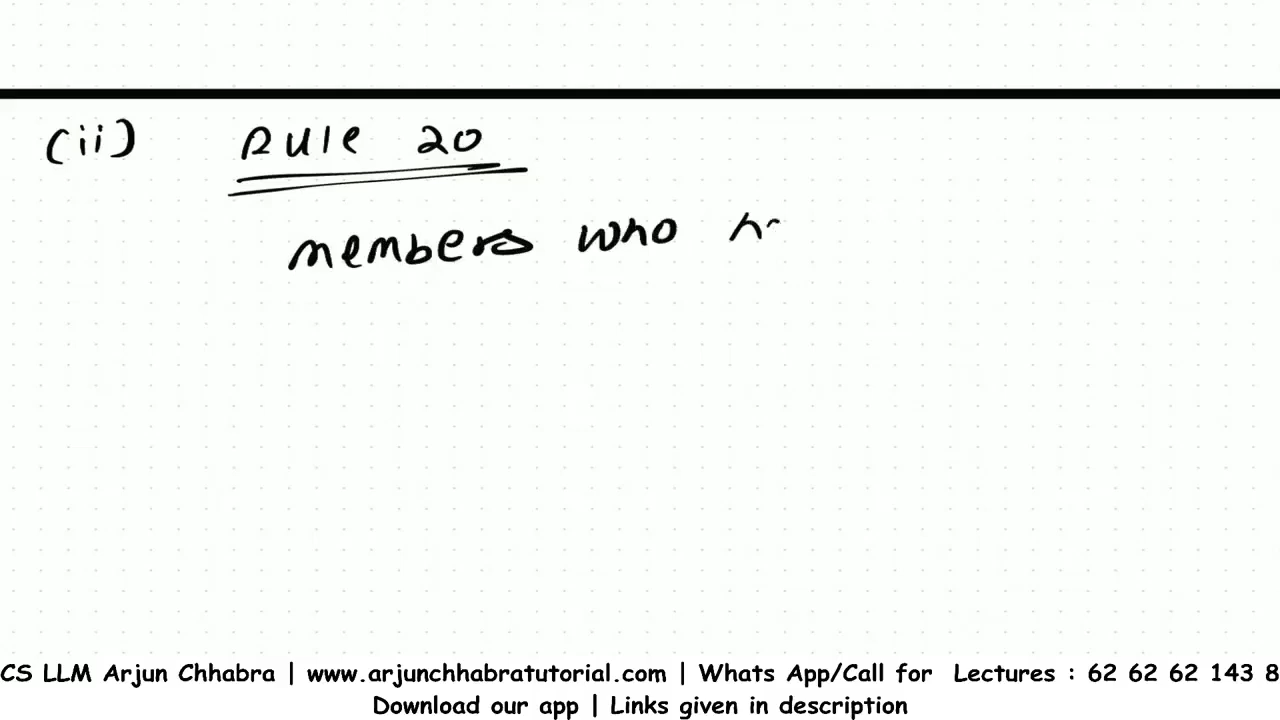 (ii) Rule 20
members who
CS LLM Arjun Chhabra | www.arjunchhabratutorial.com | Whats App/Call for Lectures : 62 62 62 143 8
Download our app | Links given in description